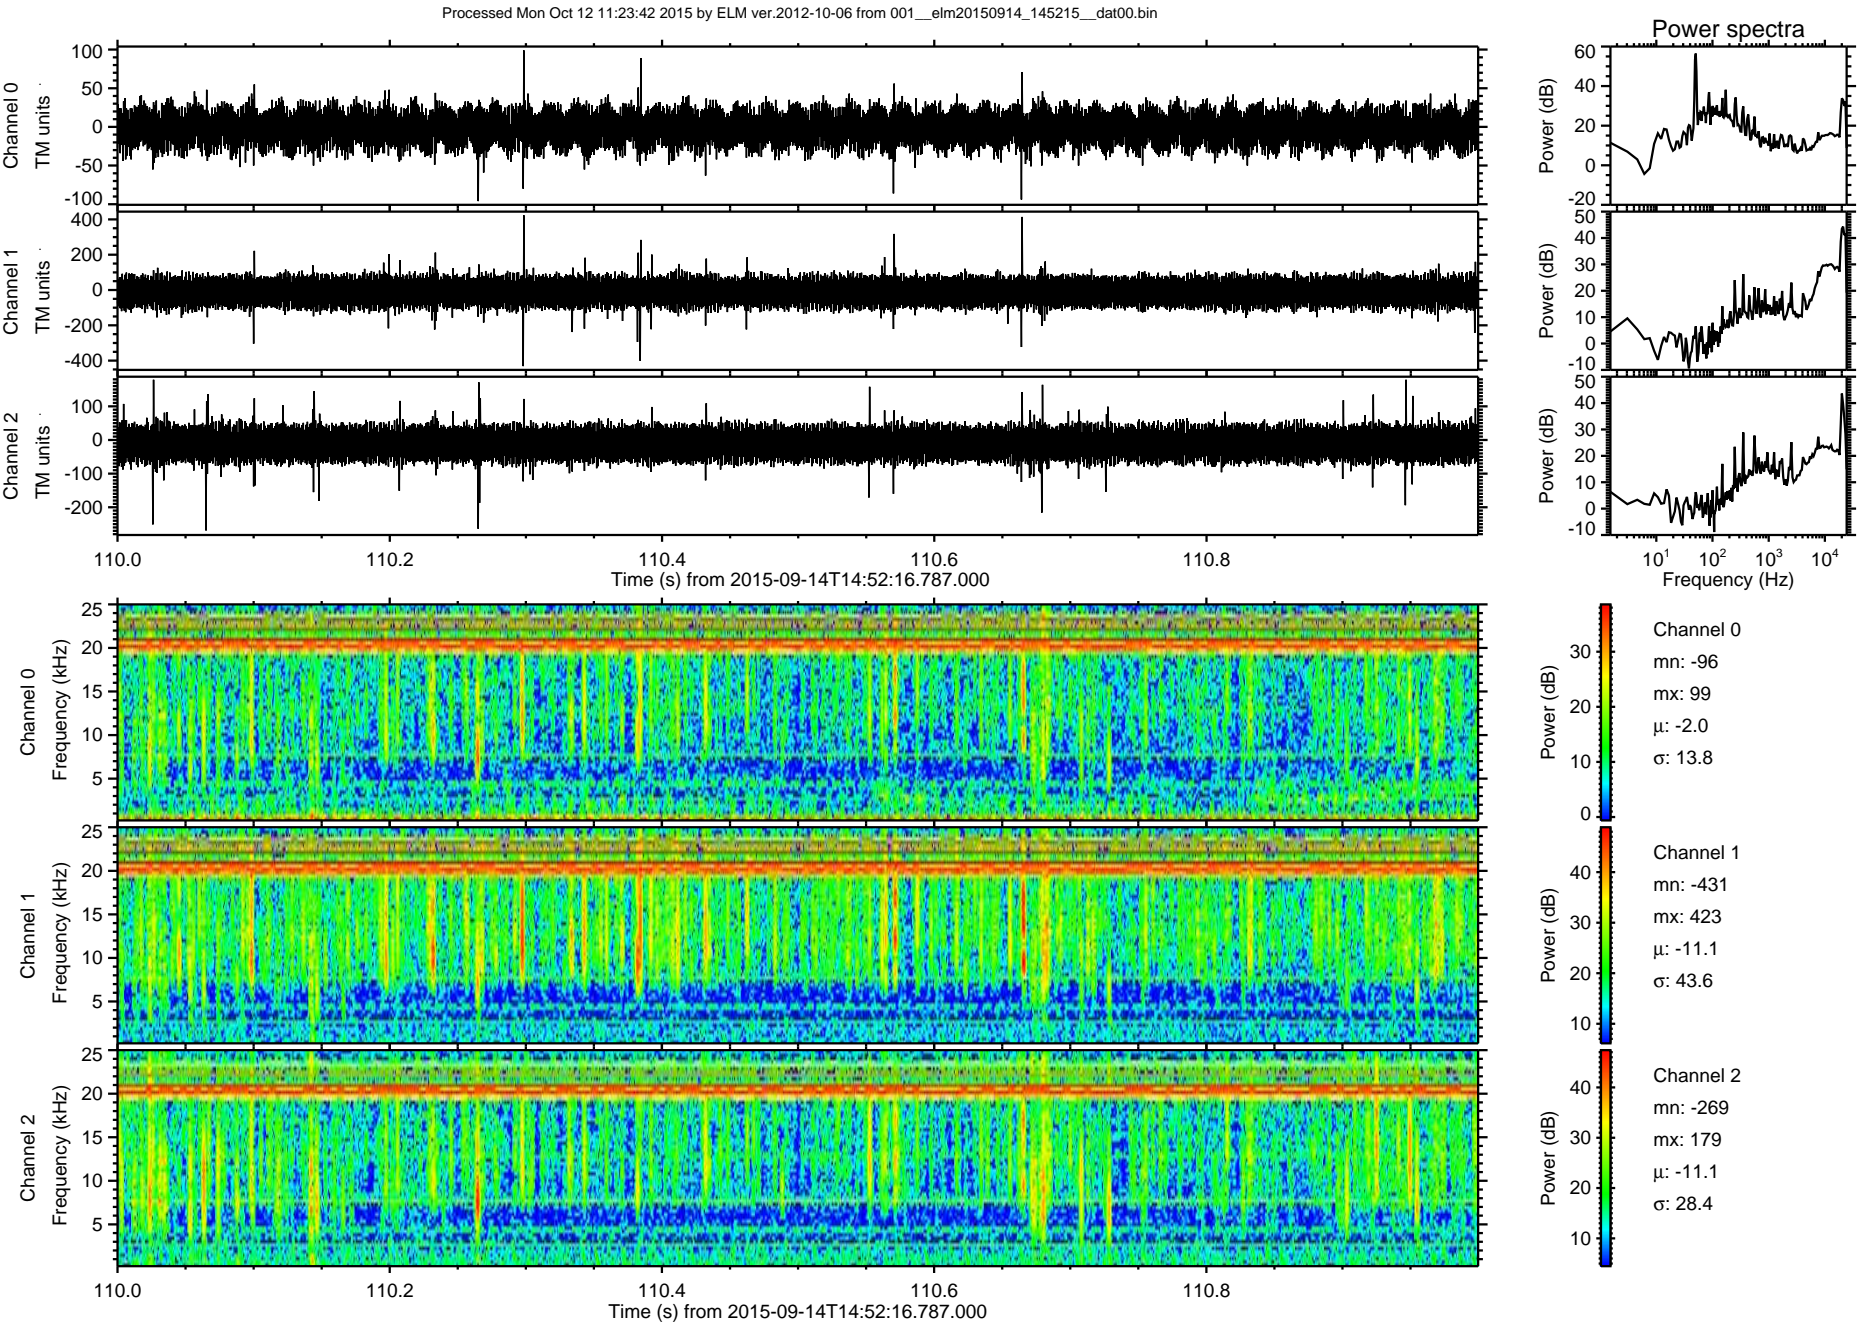 Processed Mon Oct 12 11:23:42 2015 by ELM ver.2012-10-06 from 001__elm20150914_145215__dat00.bin
Power spectra
Channel 0
TM units
100
50
0
-50
-100
Power (dB)
60
40
20
0
-20
Channel 1
TM units
400
200
0
-200
-400
Power (dB)
50
40
30
20
10
0
-10
Channel 2
TM units
100
0
-100
-200
Power (dB)
50
40
30
20
10
0
-10
110.0 110.2 110.4 110.6 110.8
Time (s) from 2015-09-14T14:52:16.787.000
10¹ 10² 10³ 10⁴
Frequency (Hz)
Channel 0
Frequency (kHz)
25
20
15
10
5
Power (dB)
30
20
10
0
Channel 0
mn: -96
mx: 99
μ: -2.0
σ: 13.8
Channel 1
Frequency (kHz)
25
20
15
10
5
Power (dB)
40
30
20
10
Channel 1
mn: -431
mx: 423
μ: -11.1
σ: 43.6
Channel 2
Frequency (kHz)
25
20
15
10
5
Power (dB)
40
30
20
10
Channel 2
mn: -269
mx: 179
μ: -11.1
σ: 28.4
110.0 110.2 110.4 110.6 110.8
Time (s) from 2015-09-14T14:52:16.787.000